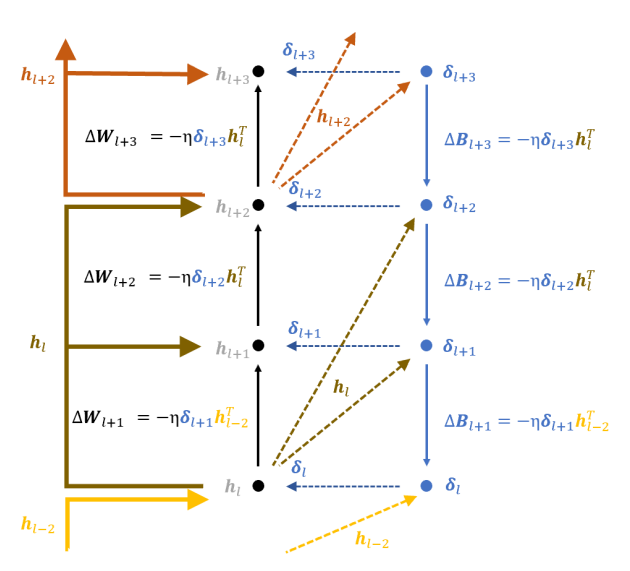 δ_{l+3}
h_{l+2}
h_{l+3}
δ_{l+3}
h_{l+2}
ΔW_{l+3} = −ηδ_{l+3}h_l^T
ΔB_{l+3} = −ηδ_{l+3}h_l^T
δ_{l+2}
h_{l+2}
δ_{l+2}
ΔW_{l+2} = −ηδ_{l+2}h_l^T
ΔB_{l+2} = −ηδ_{l+2}h_l^T
δ_{l+1}
h_l
h_{l+1}
δ_{l+1}
h_l
ΔW_{l+1} = −ηδ_{l+1}h_{l−2}^T
ΔB_{l+1} = −ηδ_{l+1}h_{l−2}^T
δ_l
h_l
δ_l
h_{l−2}
h_{l−2}